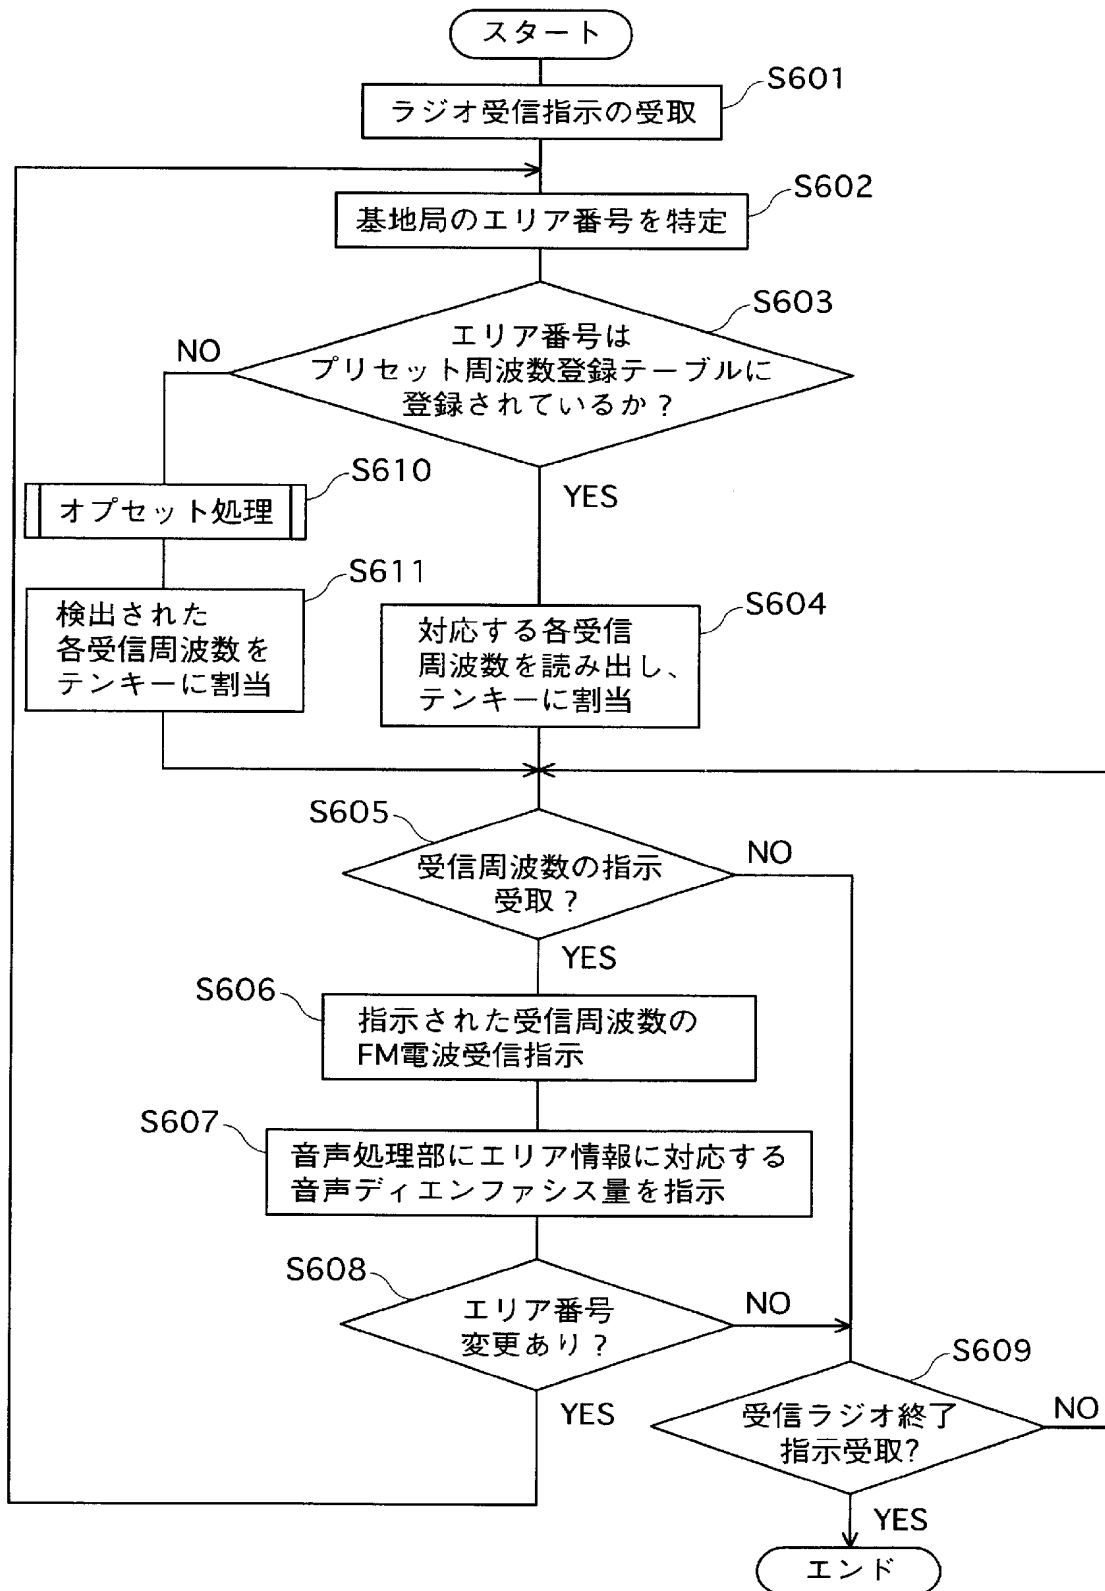 スタート
S601
ラジオ受信指示の受取
S602
基地局のエリア番号を特定
S603
エリア番号は
プリセット周波数登録テーブルに
登録されているか？
NO
YES
S610
オプセット処理
S611
検出された
各受信周波数を
テンキーに割当
S604
対応する各受信
周波数を読み出し、
テンキーに割当
S605
受信周波数の指示
受取？
NO
YES
S606
指示された受信周波数の
FM電波受信指示
S607
音声処理部にエリア情報に対応する
音声ディエンファシス量を指示
S608
エリア番号
変更あり？
NO
YES
S609
受信ラジオ終了
指示受取?
NO
YES
エンド